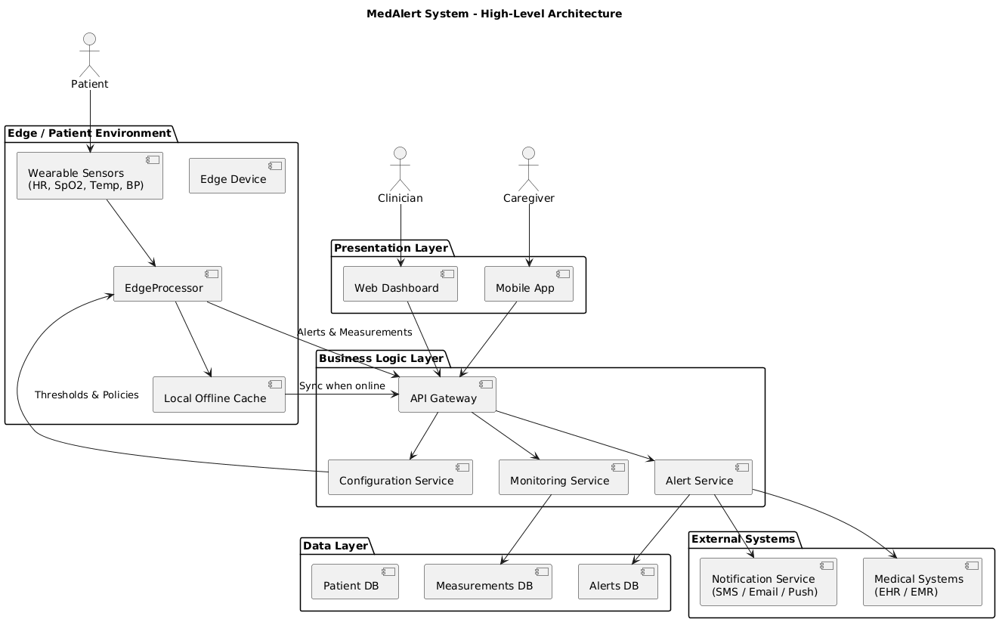 MedAlert System - High-Level Architecture
Patient
Edge / Patient Environment
Wearable Sensors
(HR, SpO2, Temp, BP)
Edge Device
Clinician
Caregiver
Presentation Layer
EdgeProcessor
Web Dashboard
Mobile App
Alerts & Measurements
Business Logic Layer
Thresholds & Policies
Local Offline Cache
Sync when online
API Gateway
Configuration Service
Monitoring Service
Alert Service
Data Layer
External Systems
Patient DB
Measurements DB
Alerts DB
Notification Service
(SMS / Email / Push)
Medical Systems
(EHR / EMR)